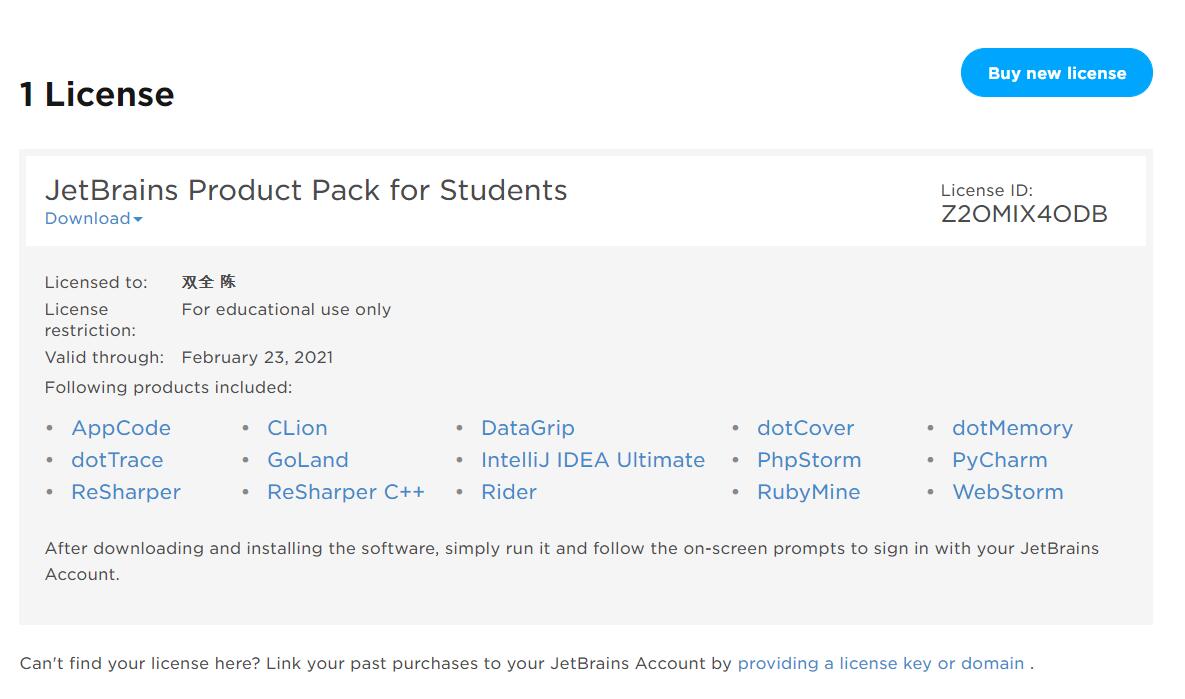 Buy new license
1 License
JetBrains Product Pack for Students
Download
License ID:
Z2OMIX4ODB
Licensed to: 双全 陈
License restriction: For educational use only
Valid through: February 23, 2021
Following products included:
• AppCode • CLion • DataGrip • dotCover • dotMemory
• dotTrace • GoLand • IntelliJ IDEA Ultimate • PhpStorm • PyCharm
• ReSharper • ReSharper C++ • Rider • RubyMine • WebStorm
After downloading and installing the software, simply run it and follow the on-screen prompts to sign in with your JetBrains
Account.
Can't find your license here? Link your past purchases to your JetBrains Account by providing a license key or domain .